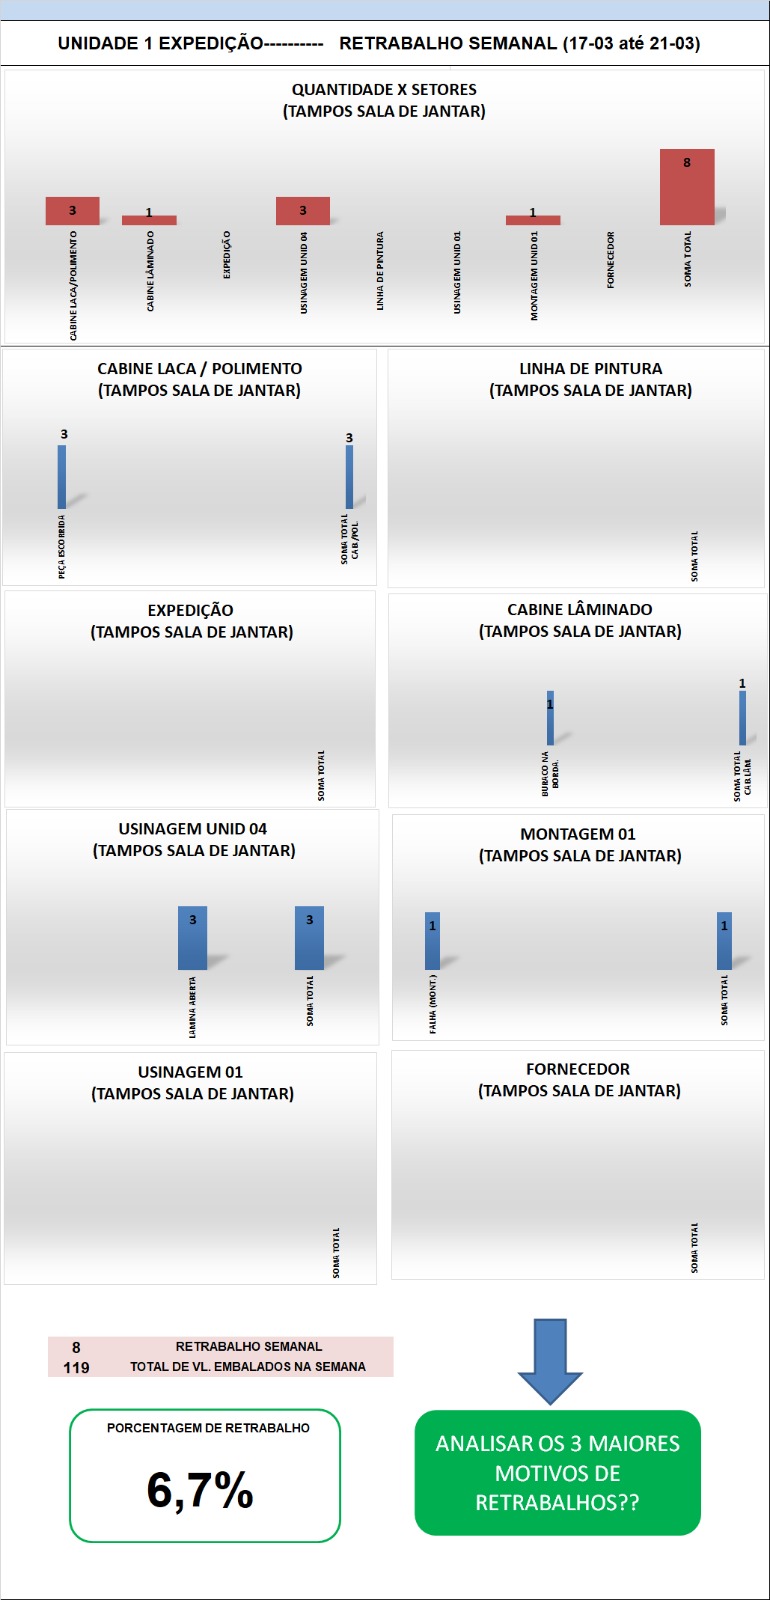 UNIDADE 1 EXPEDIÇÃO---------- RETRABALHO SEMANAL (17-03 até 21-03)
QUANTIDADE X SETORES
(TAMPOS SALA DE JANTAR)
3
1
3
1
8
CABINE LACA/POLIMENTO
CABINE LÂMINADO
EXPEDIÇÃO
USINAGEM UNID 04
LINHA DE PINTURA
USINAGEM UNID 01
MONTAGEM UNID 01
FORNECEDOR
SOMA TOTAL
CABINE LACA / POLIMENTO
(TAMPOS SALA DE JANTAR)
3
3
PEÇA ESCORRIDA
SOMA TOTAL
CAB./POL
LINHA DE PINTURA
(TAMPOS SALA DE JANTAR)
SOMA TOTAL
EXPEDIÇÃO
(TAMPOS SALA DE JANTAR)
SOMA TOTAL
CABINE LÂMINADO
(TAMPOS SALA DE JANTAR)
1
1
BURACO NA
BORDA.
SOMA TOTAL
CAB.LÂM.
USINAGEM UNID 04
(TAMPOS SALA DE JANTAR)
3
3
LAMINA ABERTA
SOMA TOTAL
MONTAGEM 01
(TAMPOS SALA DE JANTAR)
1
1
FALHA (MONT.)
SOMA TOTAL
USINAGEM 01
(TAMPOS SALA DE JANTAR)
SOMA TOTAL
FORNECEDOR
(TAMPOS SALA DE JANTAR)
SOMA TOTAL
8 RETRABALHO SEMANAL
119 TOTAL DE VL. EMBALADOS NA SEMANA
PORCENTAGEM DE RETRABALHO
6,7%
ANALISAR OS 3 MAIORES
MOTIVOS DE
RETRABALHOS??